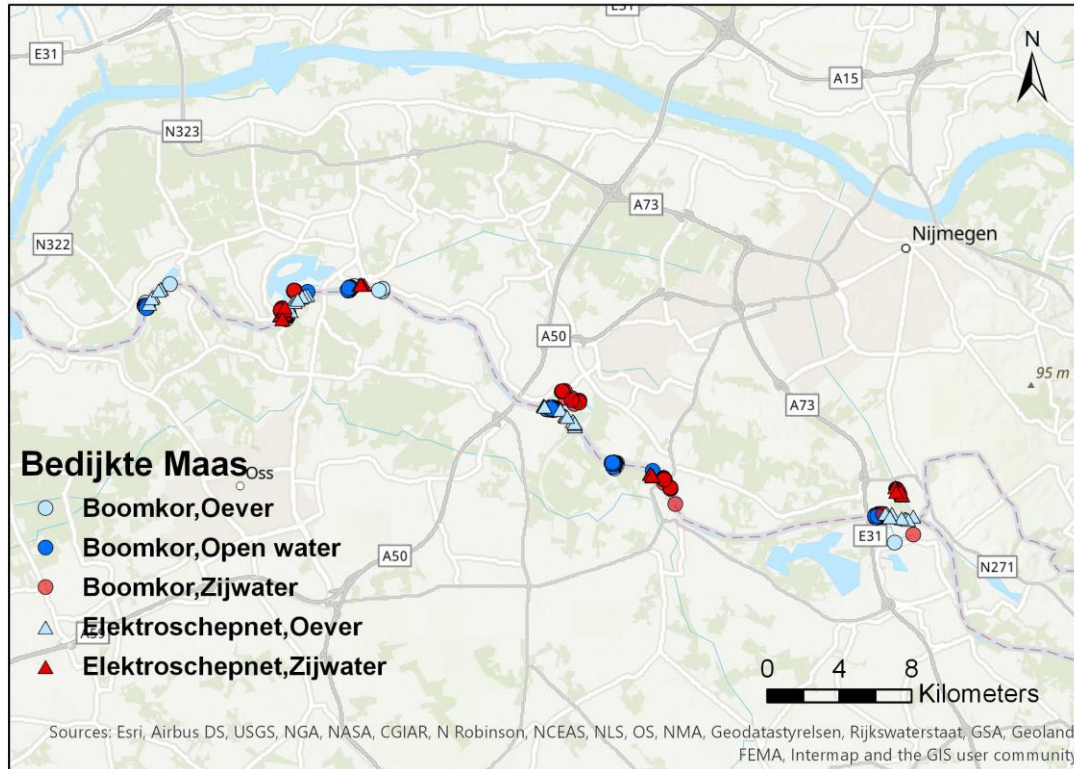 E31
E31
A15
N
N323
A73
N322
Nijmegen
A50
95 m
A73
Bedijkte Maas
Oss
Boomkor,Oever
Boomkor,Open water
E31
A50
N271
Boomkor,Zijwater
Elektroschepnet,Oever
A59
Elektroschepnet,Zijwater
0 4 8
Kilometers
Sources: Esri, Airbus DS, USGS, NGA, NASA, CGIAR, N Robinson, NCEAS, NLS, OS, NMA, Geodatastyrelsen, Rijkswaterstaat, GSA, Geoland
FEMA, Intermap and the GIS user community